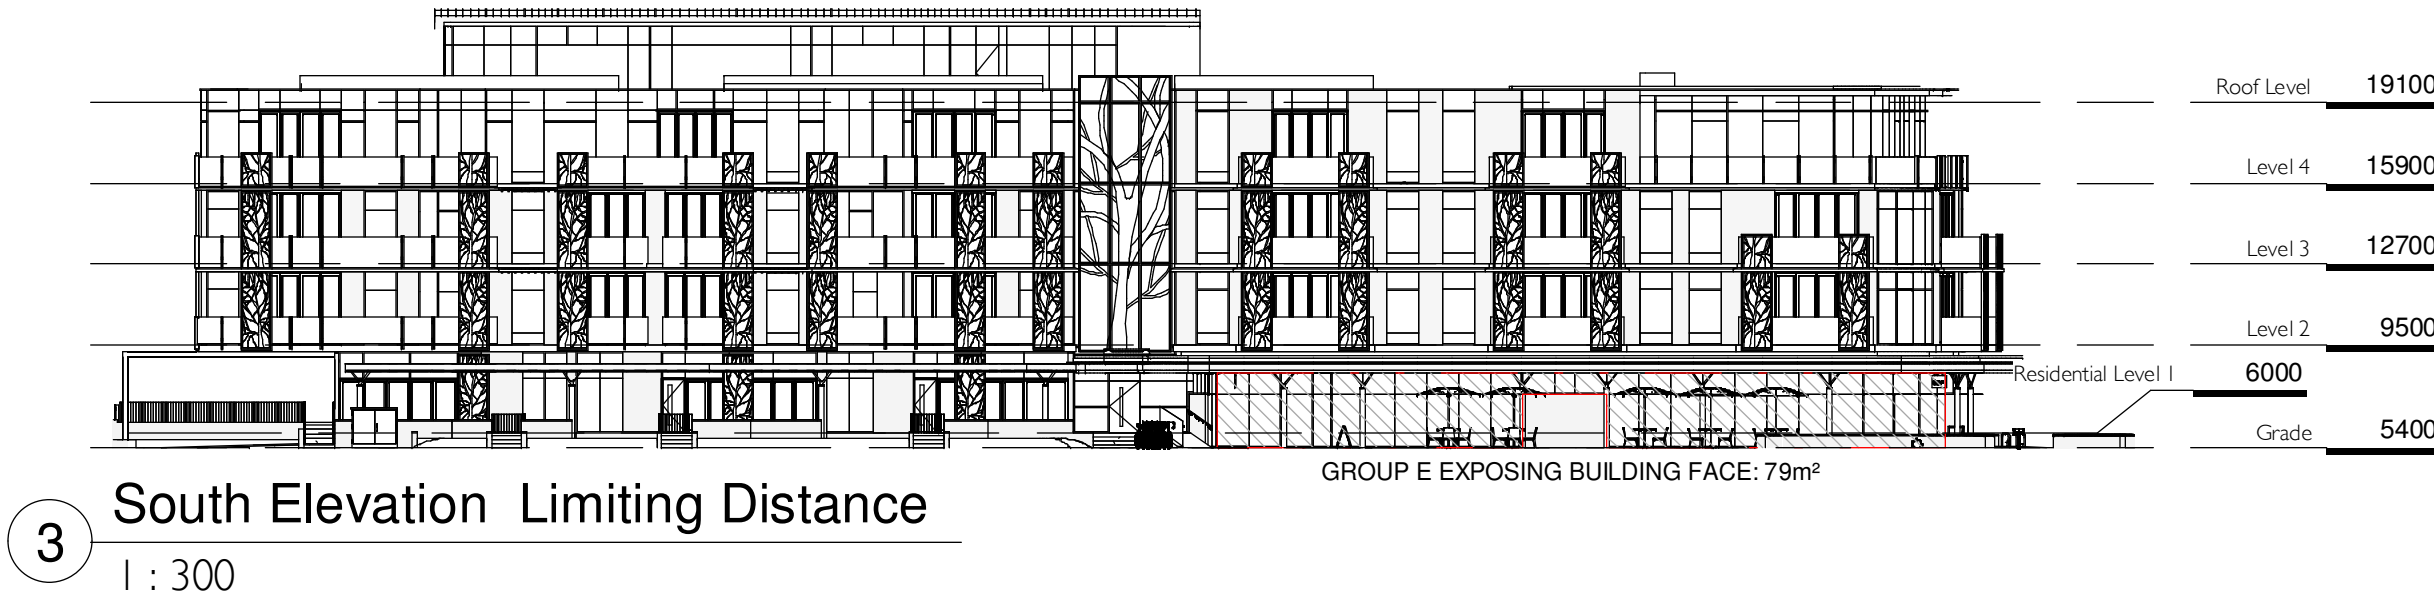 Roof Level 19100
Level 4 15900
Level 3 12700
Level 2 9500
Residential Level 1 6000
Grade 5400
GROUP E EXPOSING BUILDING FACE: 79m²
3 South Elevation Limiting Distance
1 : 300